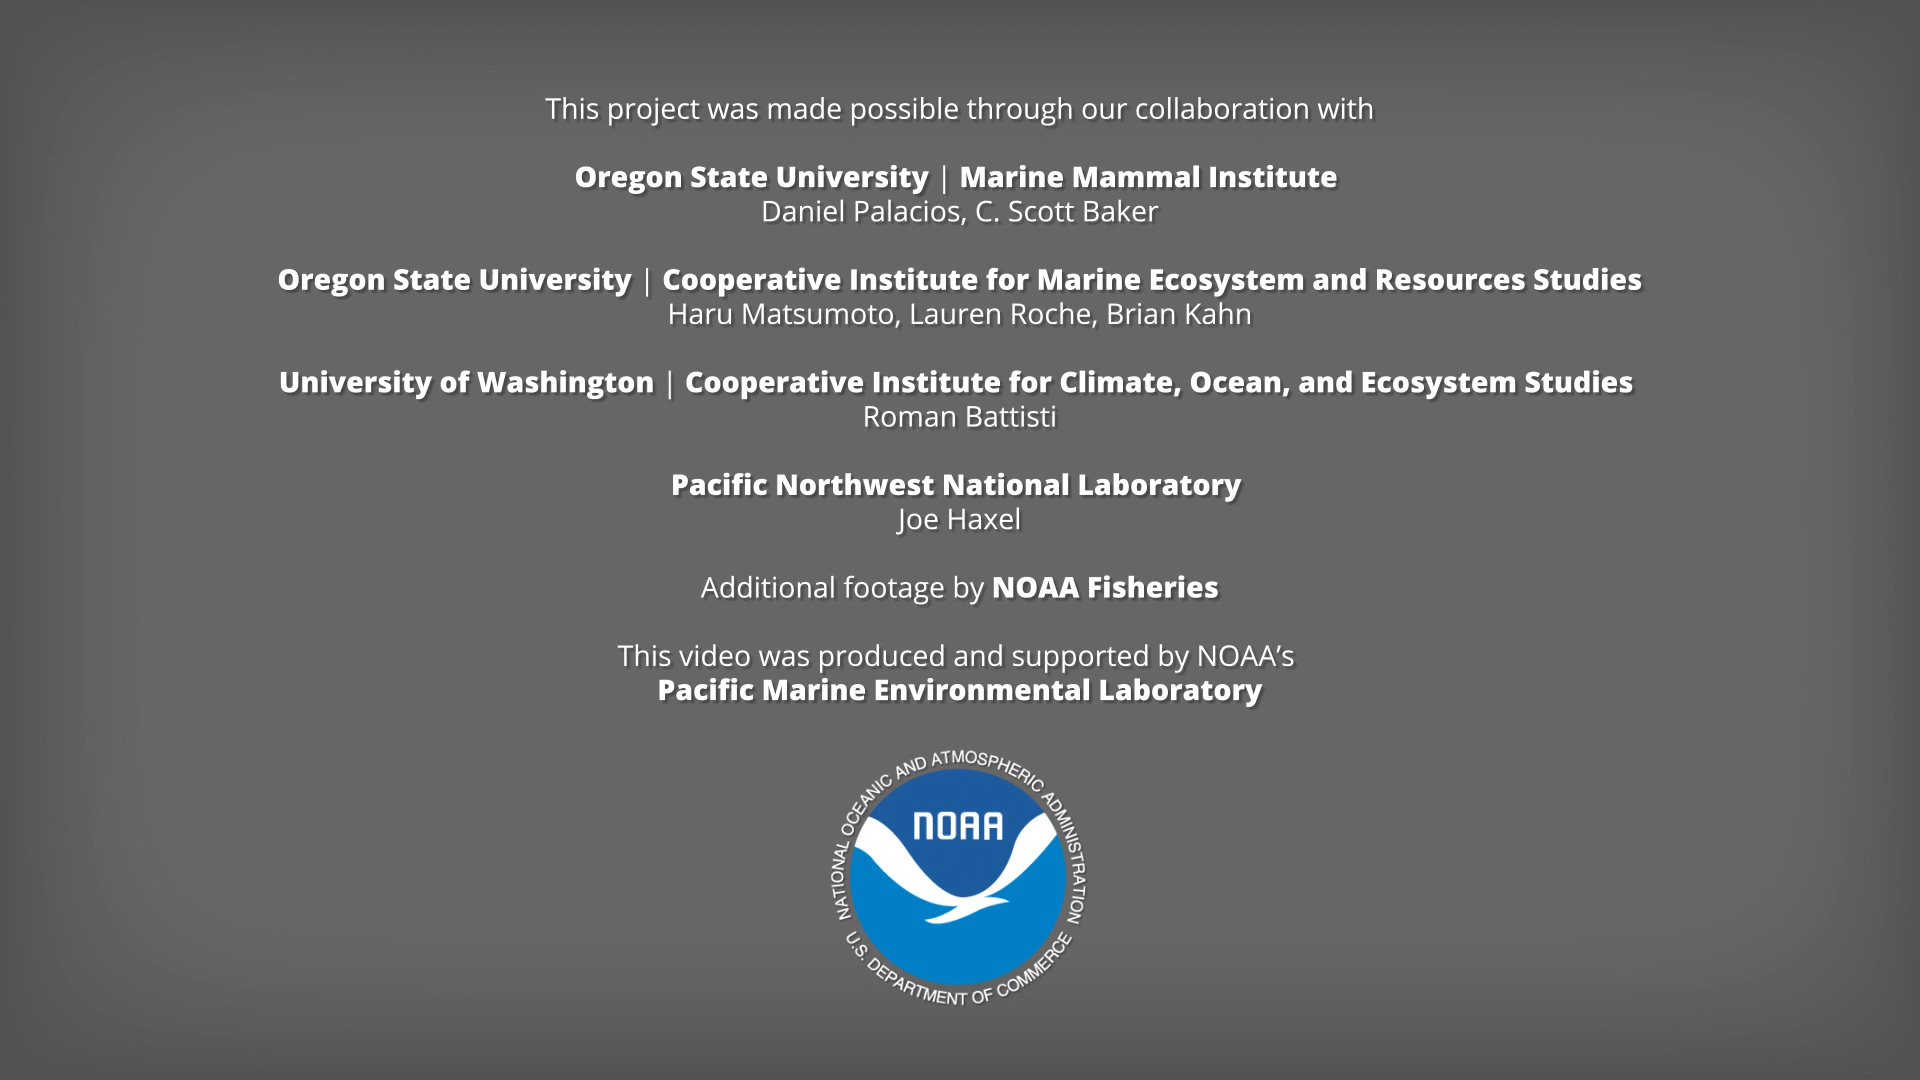 This project was made possible through our collaboration with
Oregon State University | Marine Mammal Institute
Daniel Palacios, C. Scott Baker
Oregon State University | Cooperative Institute for Marine Ecosystem and Resources Studies
Haru Matsumoto, Lauren Roche, Brian Kahn
University of Washington | Cooperative Institute for Climate, Ocean, and Ecosystem Studies
Roman Battisti
Pacific Northwest National Laboratory
Joe Haxel
Additional footage by NOAA Fisheries
This video was produced and supported by NOAA’s
Pacific Marine Environmental Laboratory
NATIONAL OCEANIC AND ATMOSPHERIC ADMINISTRATION
NOAA
U.S. DEPARTMENT OF COMMERCE